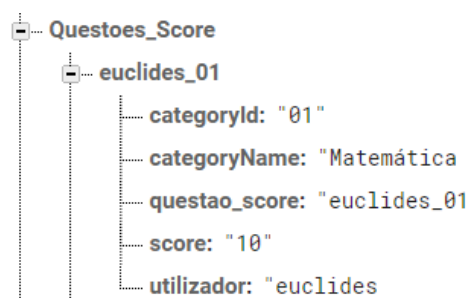 Questoes_Score
euclides_01
categoryId: "01"
categoryName: "Matemática
questao_score: "euclides_01
score: "10"
utilizador: "euclides